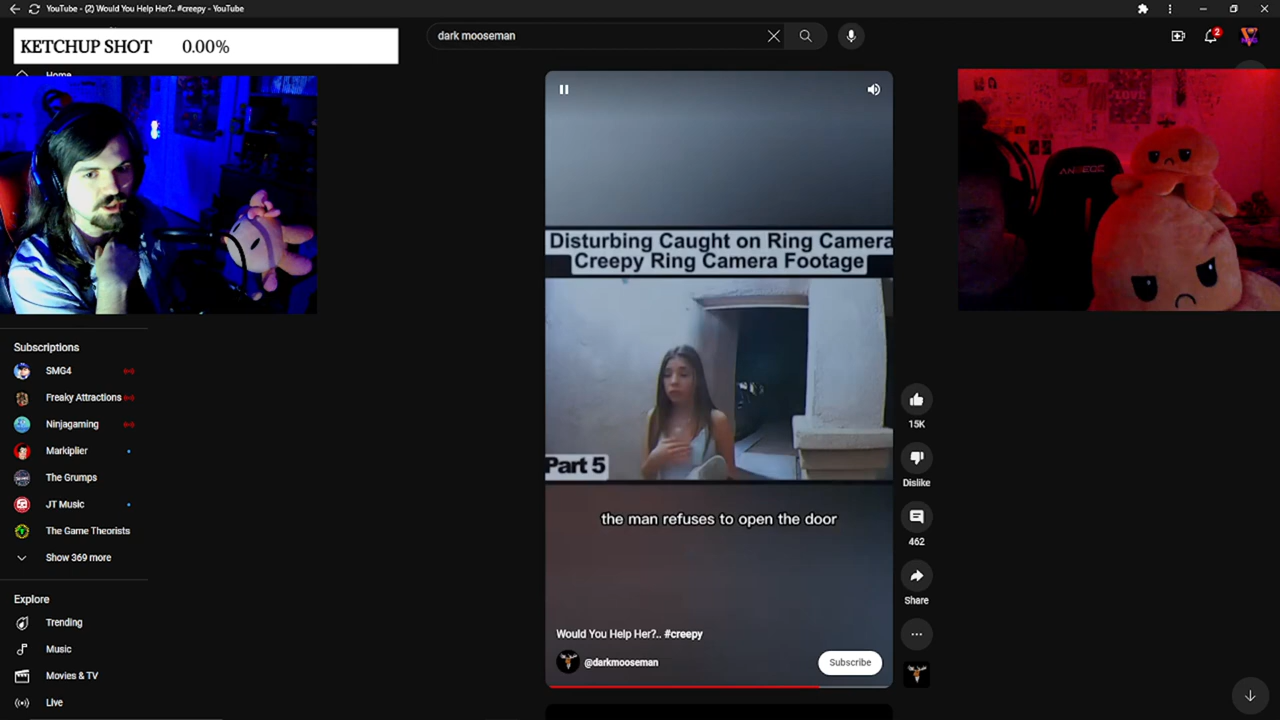 YouTube - (2) Would You Help Her?.. #creepy - YouTube
KETCHUP SHOT 0.00%
dark mooseman
2
Home
LOVE
Disturbing Caught on Ring Camera
Creepy Ring Camera Footage
Part 5
the man refuses to open the door
Would You Help Her?.. #creepy
@darkmooseman
Subscribe
15K
Dislike
462
Share
Subscriptions
SMG4
Freaky Attractions
Ninjagaming
Markiplier
The Grumps
JT Music
The Game Theorists
Show 369 more
Explore
Trending
Music
Movies & TV
Live